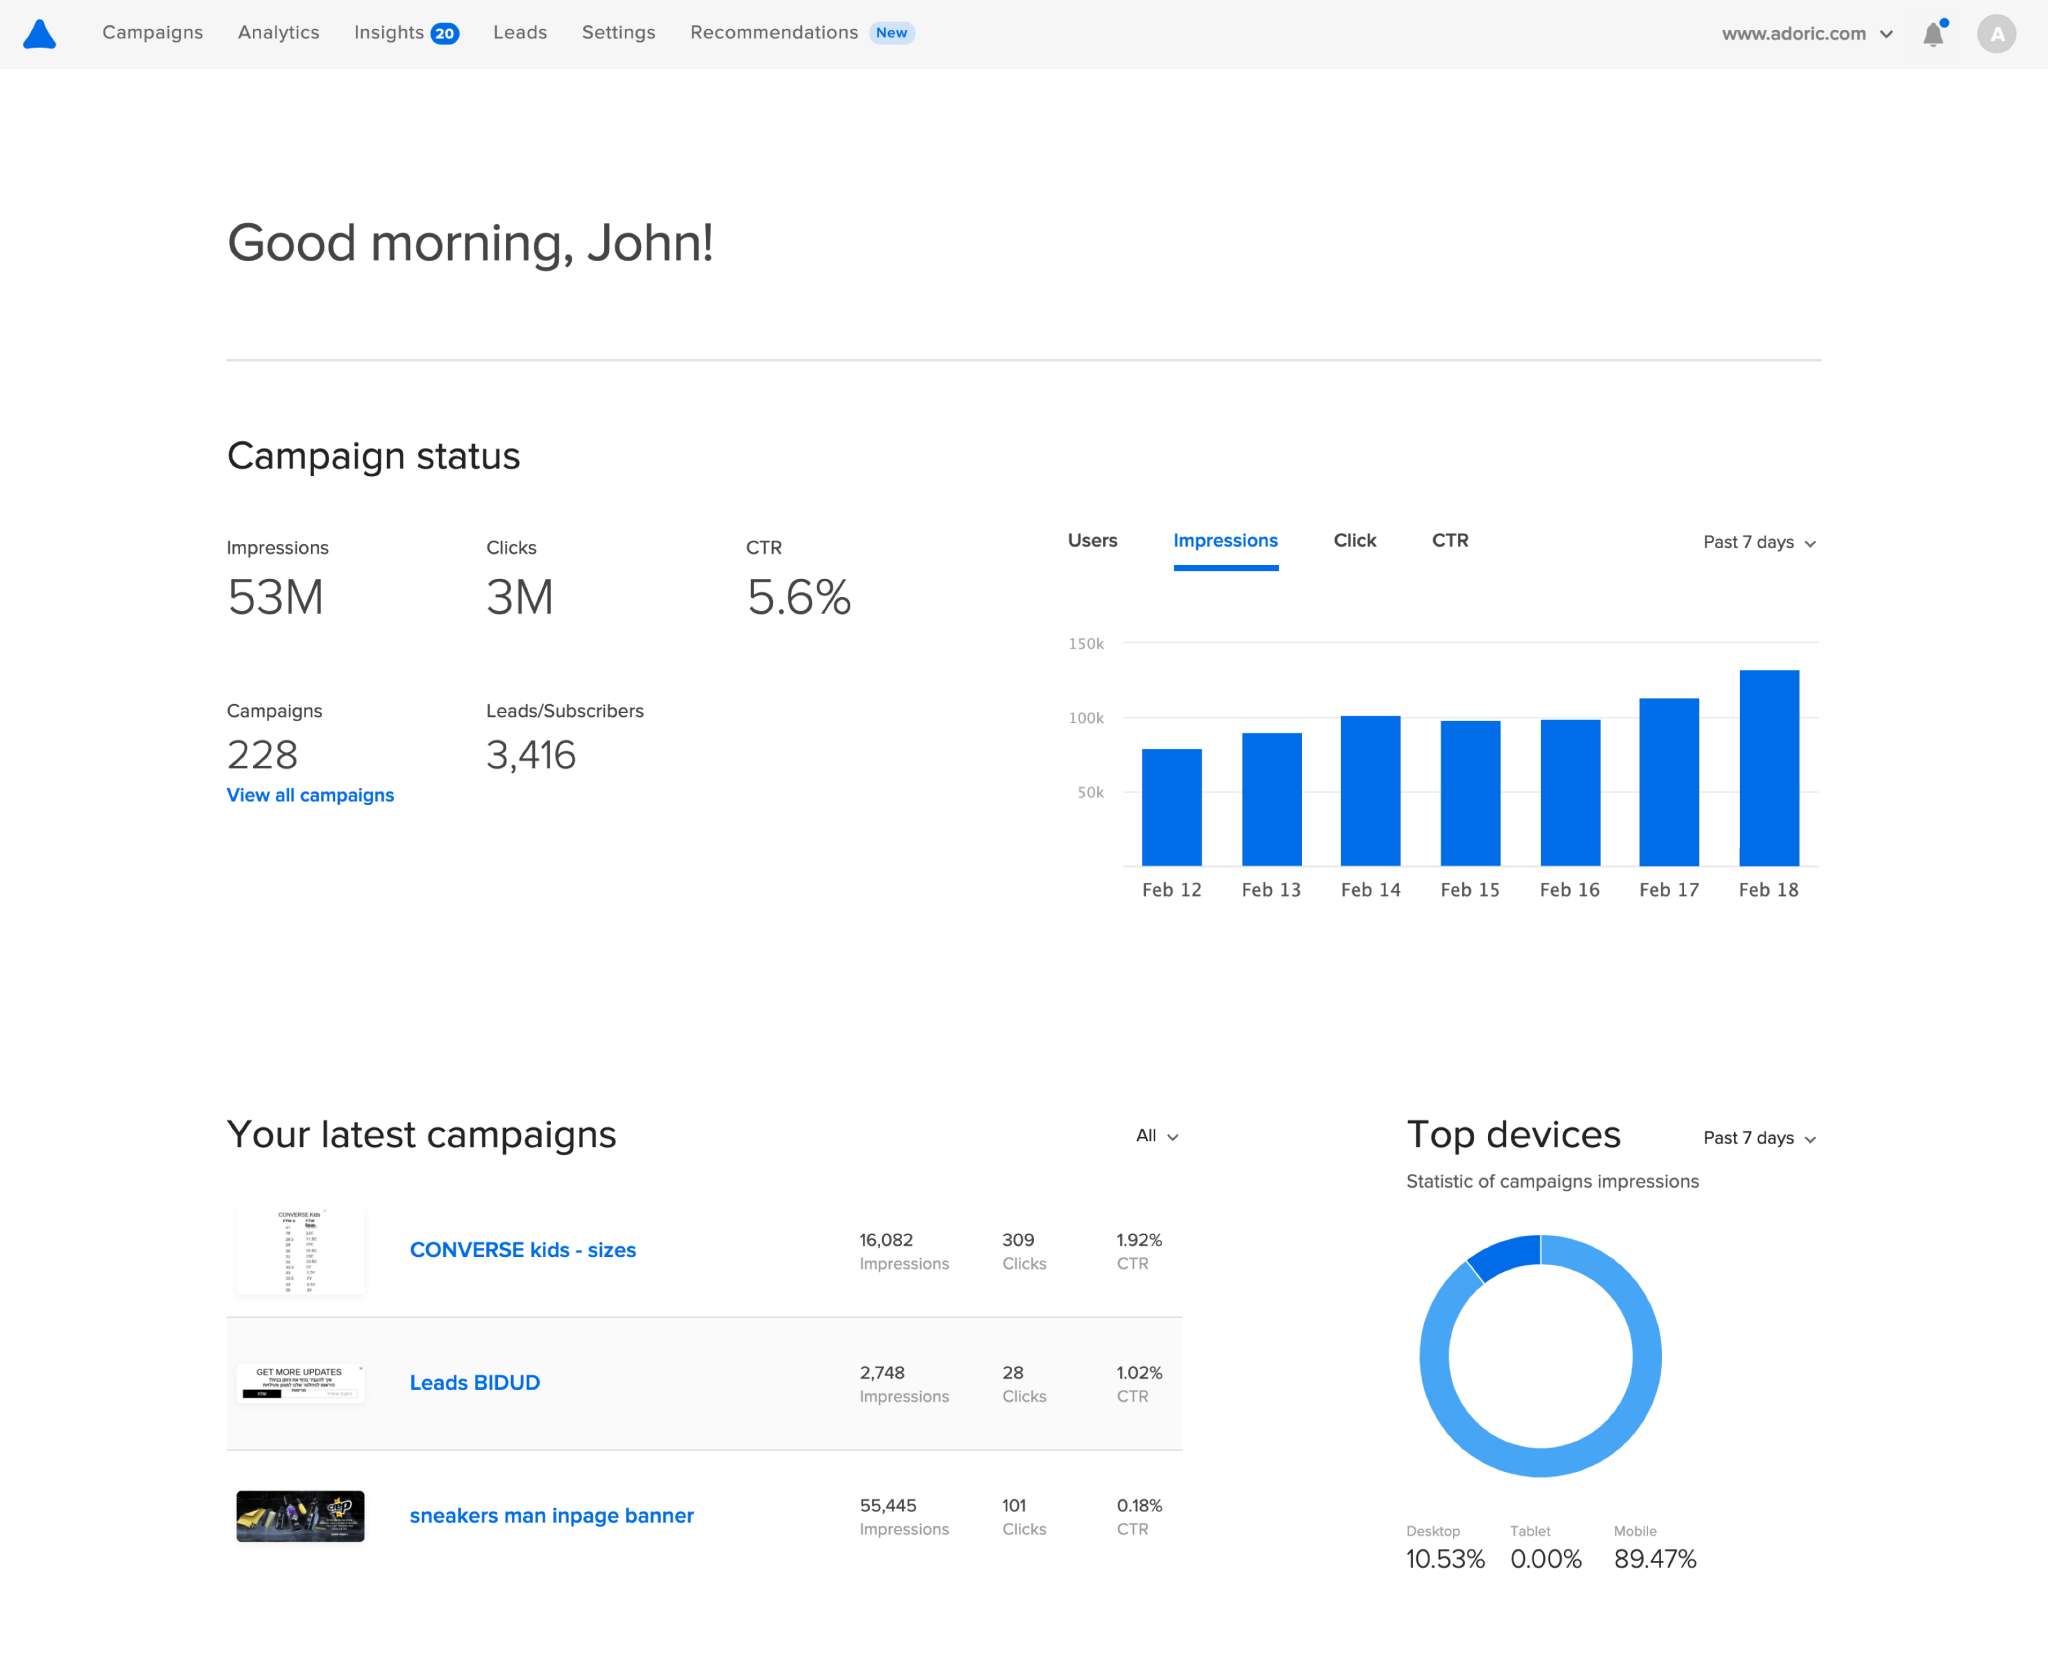 Campaigns Analytics Insights 20 Leads Settings Recommendations New www.adoric.com A
Good morning, John!
Campaign status
Impressions Clicks CTR
53M 3M 5.6%
Campaigns Leads/Subscribers
228 3,416
View all campaigns
Users Impressions Click CTR Past 7 days
150k
100k
50k
Feb 12 Feb 13 Feb 14 Feb 15 Feb 16 Feb 17 Feb 18
Your latest campaigns All
CONVERSE Kids
CONVERSE kids - sizes
16,082 309 1.92%
Impressions Clicks CTR
GET MORE UPDATES
Leads BIDUD
2,748 28 1.02%
Impressions Clicks CTR
sneakers man inpage banner
55,445 101 0.18%
Impressions Clicks CTR
Top devices Past 7 days
Statistic of campaigns impressions
Desktop Tablet Mobile
10.53% 0.00% 89.47%